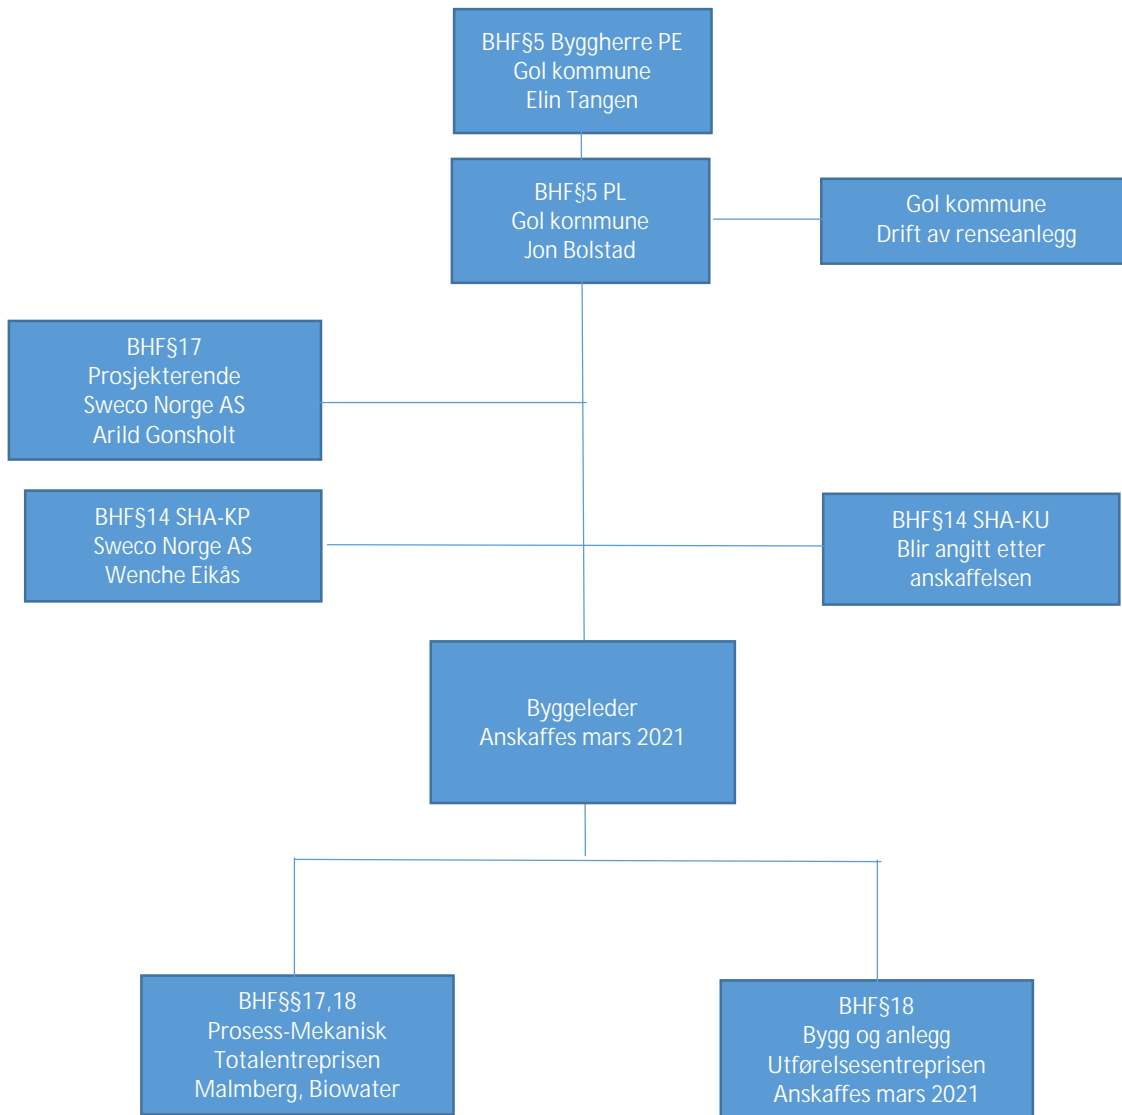 BHF§5 Byggherre PE
Gol kommune
Elin Tangen
BHF§5 PL
Gol kommune
Jon Bolstad
Gol kommune
Drift av renseanlegg
BHF§17
Prosjekterende
Sweco Norge AS
Arild Gonsholt
BHF§14 SHA-KP
Sweco Norge AS
Wenche Eikås
BHF§14 SHA-KU
Blir angitt etter
anskaffelsen
Byggeleder
Anskaffes mars 2021
BHF§§17,18
Prosess-Mekanisk
Totalentreprisen
Malmberg, Biowater
BHF§18
Bygg og anlegg
Utførelsesentreprisen
Anskaffes mars 2021